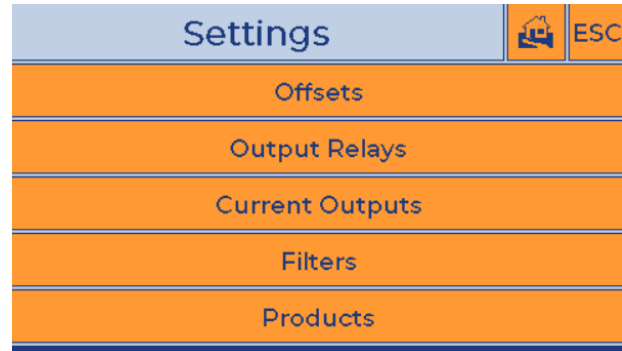 Settings
ESC
Offsets
Output Relays
Current Outputs
Filters
Products